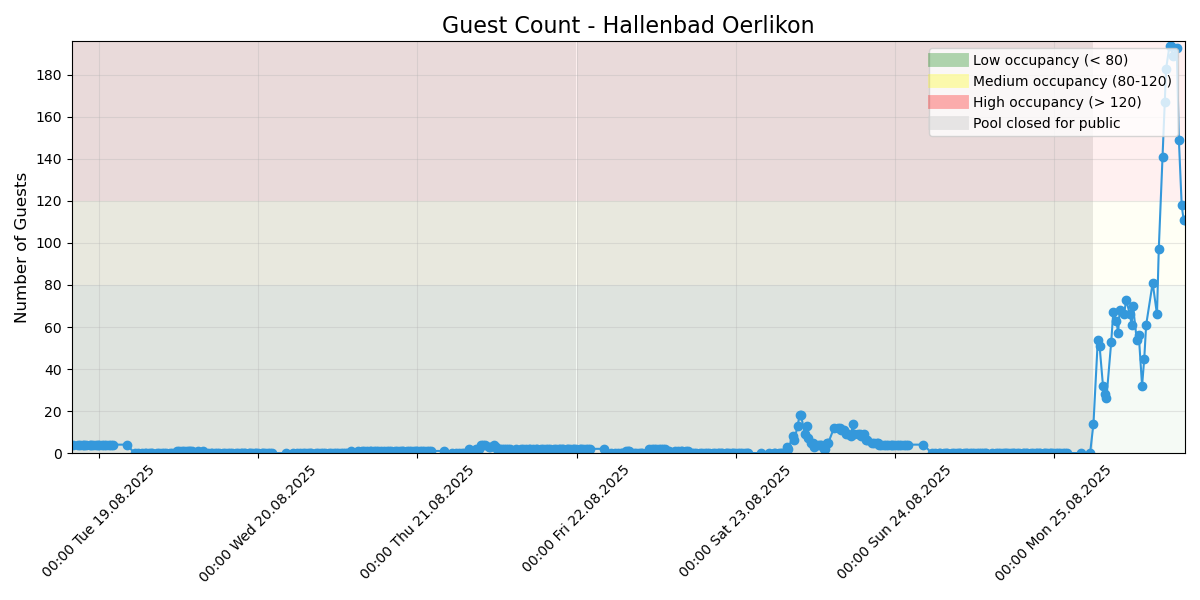 Guest Count - Hallenbad Oerlikon
Number of Guests
180
160
140
120
100
80
60
40
20
0
Low occupancy (< 80)
Medium occupancy (80-120)
High occupancy (> 120)
Pool closed for public
00:00 Tue 19.08.2025
00:00 Wed 20.08.2025
00:00 Thu 21.08.2025
00:00 Fri 22.08.2025
00:00 Sat 23.08.2025
00:00 Sun 24.08.2025
00:00 Mon 25.08.2025